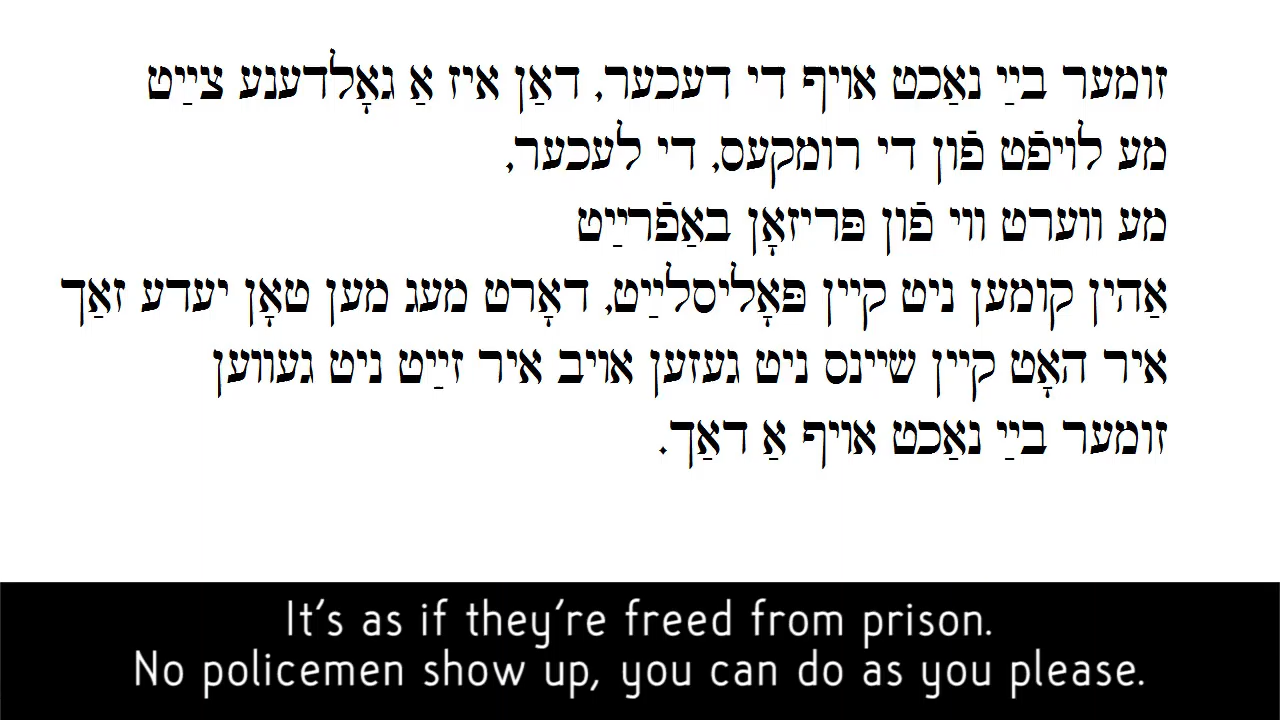 זומער בײַ נאַכט אויף די דעכער, דאַן איז אַ גאָלדענע צײַט
מע לויפֿט פֿון די רומקעס, די לעכער,
מע ווערט ווי פֿון פּריזאָן באַפֿרײַט
אַהין קומען ניט קיין פּאָליסלײַט, דאָרט מעג מען טאָן יעדע זאַך
איר האָט קיין שיינס ניט געזען אויב איר זײַט ניט געווען
זומער בײַ נאַכט אויף אַ דאַך.
It's as if they're freed from prison.
No policemen show up, you can do as you please.